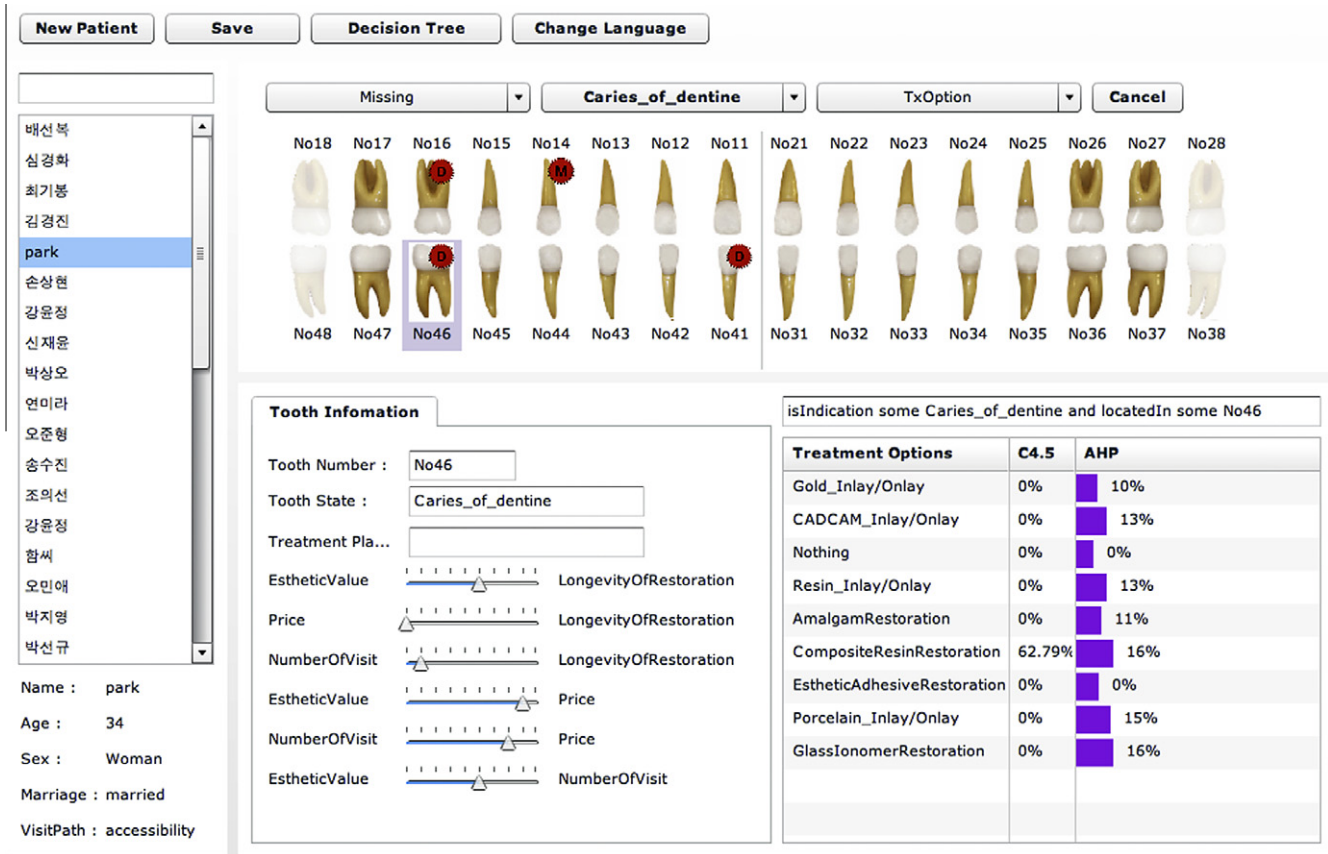 New Patient Save Decision Tree Change Language
Missing Caries_of_dentine TxOption Cancel
배선복
심경화
최기봉
김경진
park
손상현
강윤정
신재윤
박상오
연미라
오준형
송수진
조의선
강윤정
함씨
오민애
박지영
박선규
Name : park
Age : 34
Sex : Woman
Marriage : married
VisitPath : accessibility
No18 No17 No16 No15 No14 No13 No12 No11 No21 No22 No23 No24 No25 No26 No27 No28
D M
D D
No48 No47 No46 No45 No44 No43 No42 No41 No31 No32 No33 No34 No35 No36 No37 No38
Tooth Infomation
Tooth Number : No46
Tooth State : Caries_of_dentine
Treatment Pla...
EstheticValue LongevityOfRestoration
Price LongevityOfRestoration
NumberOfVisit LongevityOfRestoration
EstheticValue Price
NumberOfVisit Price
EstheticValue NumberOfVisit
isIndication some Caries_of_dentine and locatedIn some No46
Treatment Options C4.5 AHP
Gold_Inlay/Onlay 0% 10%
CADCAM_Inlay/Onlay 0% 13%
Nothing 0% 0%
Resin_Inlay/Onlay 0% 13%
AmalgamRestoration 0% 11%
CompositeResinRestoration 62.79% 16%
EstheticAdhesiveRestoration 0% 0%
Porcelain_Inlay/Onlay 0% 15%
GlassIonomerRestoration 0% 16%